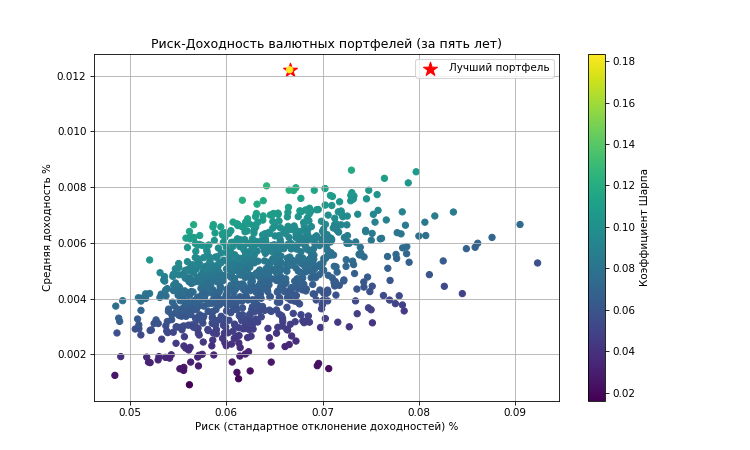 Риск-Доходность валютных портфелей (за пять лет)
Лучший портфель
Средняя доходность %
0.012
0.010
0.008
0.006
0.004
0.002
0.05 0.06 0.07 0.08 0.09
Риск (стандартное отклонение доходностей) %
0.18
0.16
0.14
0.12
0.10
0.08
0.06
0.04
0.02
Коэффициент Шарпа